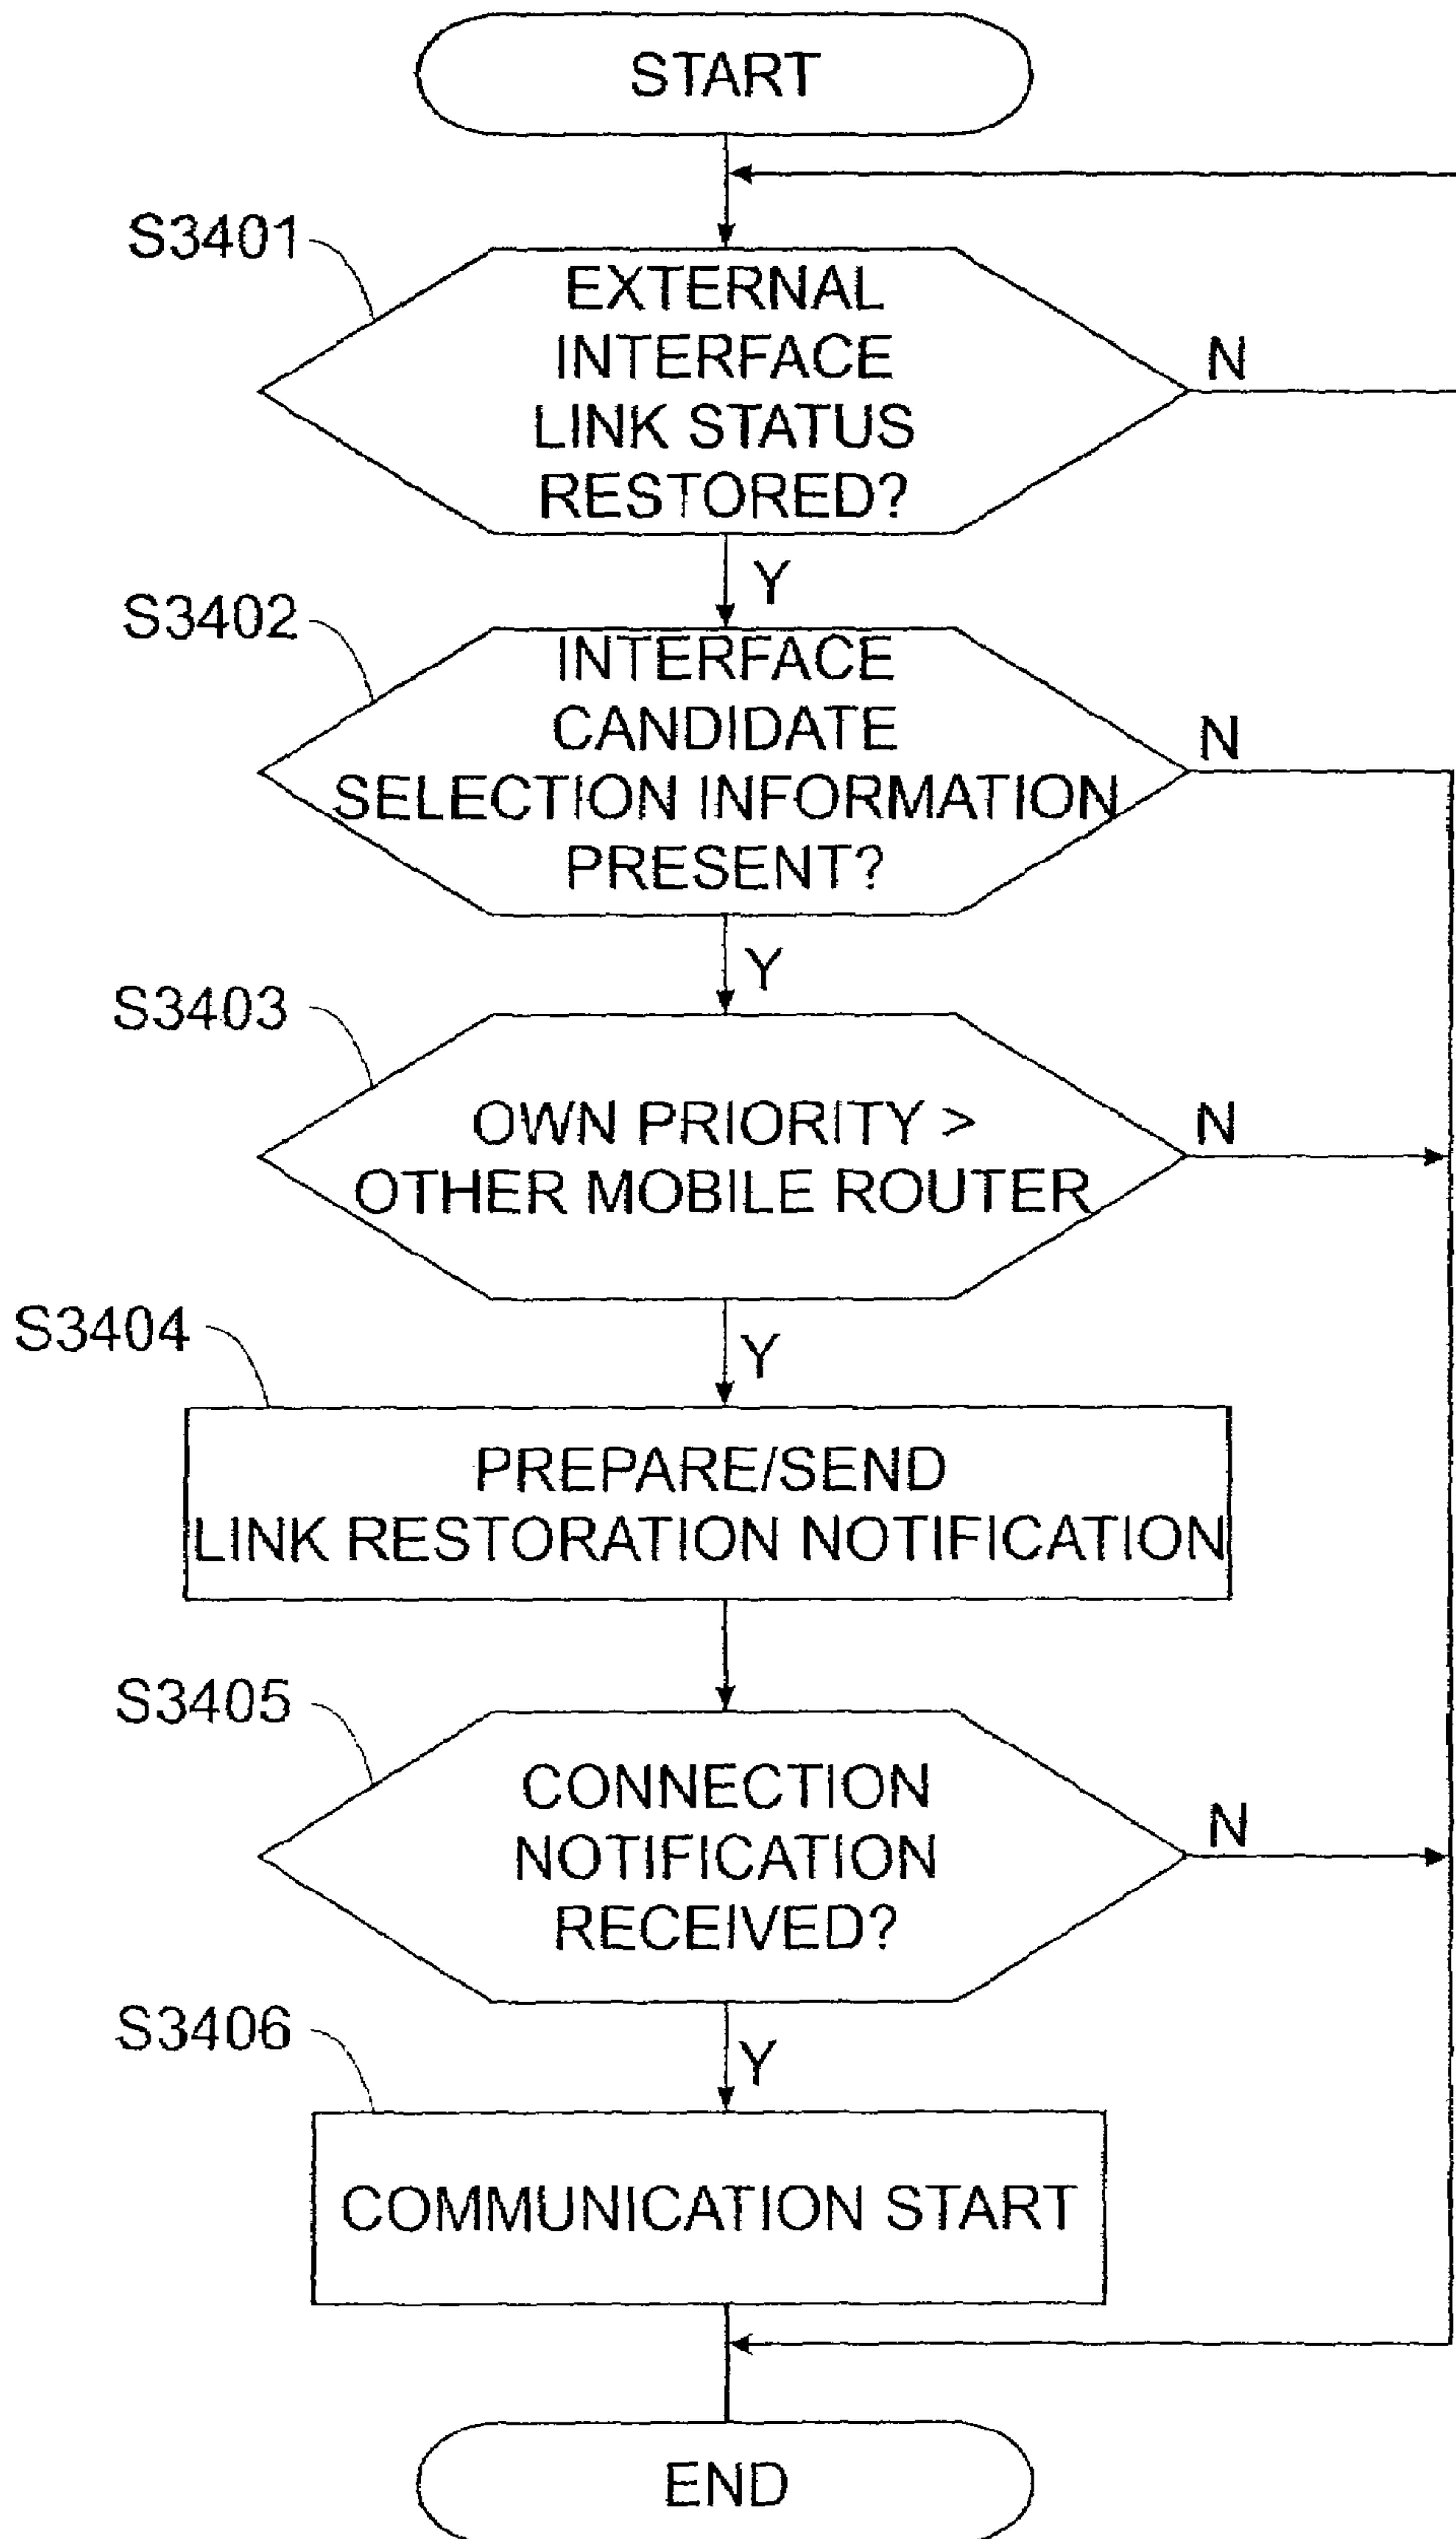 START
S3401
EXTERNAL
INTERFACE
LINK STATUS
RESTORED?
N
Y
S3402
INTERFACE
CANDIDATE
SELECTION INFORMATION
PRESENT?
N
Y
S3403
OWN PRIORITY >
OTHER MOBILE ROUTER
N
Y
S3404
PREPARE/SEND
LINK RESTORATION NOTIFICATION
S3405
CONNECTION
NOTIFICATION
RECEIVED?
N
Y
S3406
COMMUNICATION START
END